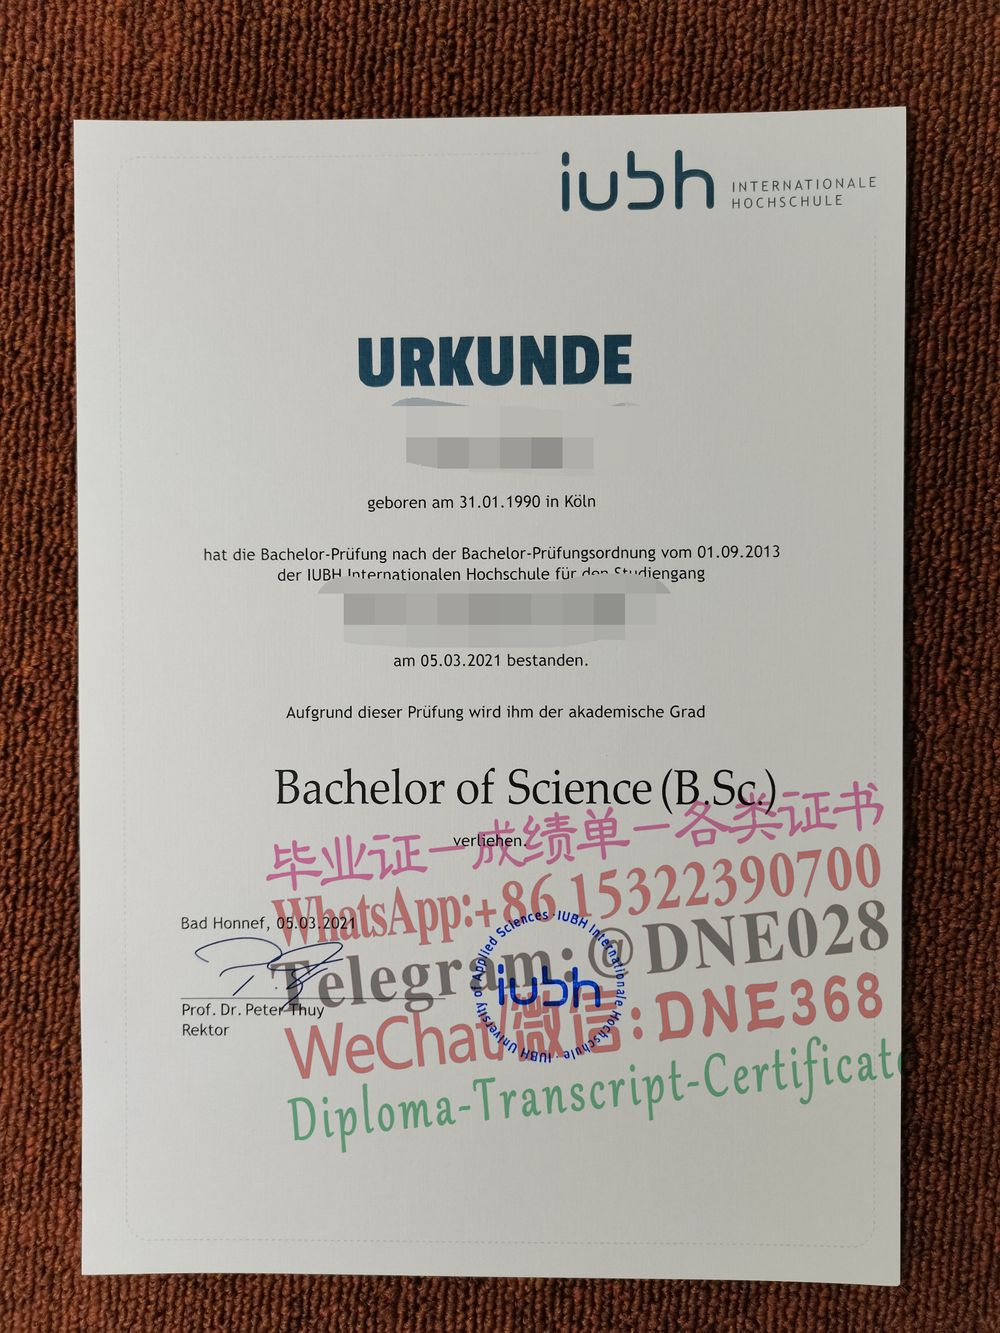 iubh INTERNATIONALE
HOCHSCHULE
URKUNDE
geboren am 31.01.1990 in Köln
hat die Bachelor-Prüfung nach der Bachelor-Prüfungsordnung vom 01.09.2013
der IUBH Internationalen Hochschule für den Studiengang
am 05.03.2021 bestanden.
Aufgrund dieser Prüfung wird ihm der akademische Grad
Bachelor of Science (B.Sc.)
verliehen.
毕业证—成绩单—各类证书
WhatsApp:+86 15322390700
Bad Honnef, 05.03.2021
Telegram:@DNE028
Prof. Dr. Peter Thuy
Rektor
WeChat/微信:DNE368
Diploma-Transcript-Certificate
IUBH Internationale Hochschule · IUBH University of Applied Sciences ·
iubh